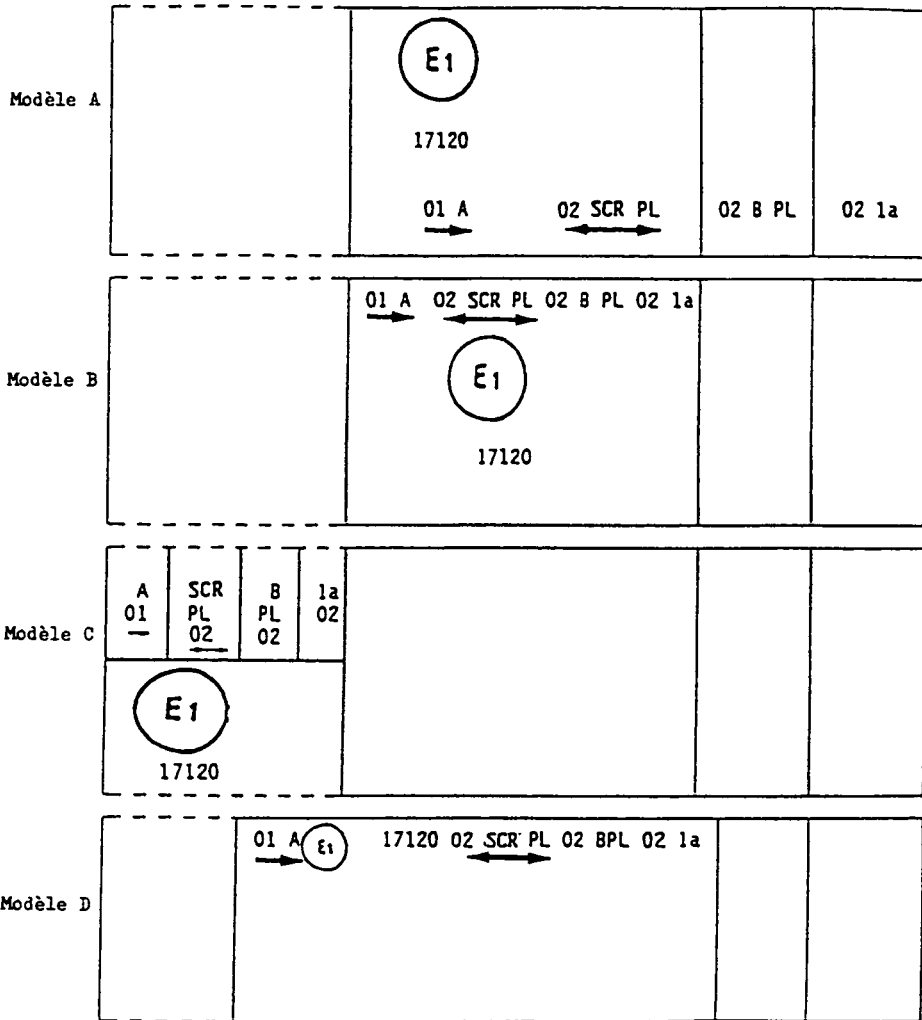 E1
Modèle A
17120
01 A 02 SCR PL 02 B PL 02 1a
01 A 02 SCR PL 02 B PL 02 1a
Modèle B
E1
17120
A SCR B 1a
01 PL PL 02
02 02
Modèle C
E1
17120
01 A E1 17120 02 SCR PL 02 BPL 02 1a
Modèle D